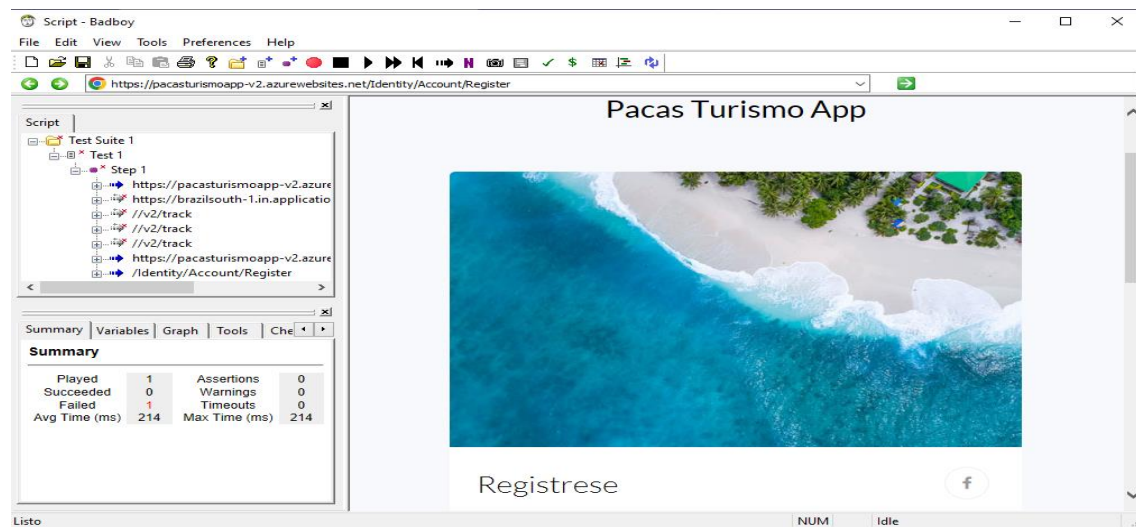 Script - Badboy
File Edit View Tools Preferences Help
https://pacasturismoapp-v2.azurewebsites.net/Identity/Account/Register
Script
Test Suite 1
Test 1
Step 1
https://pacasturismoapp-v2.azure
https://brazilsouth-1.in.applicatio
//v2/track
//v2/track
//v2/track
https://pacasturismoapp-v2.azure
/Identity/Account/Register
Summary Variables Graph Tools Che
Summary
Played 1 Assertions 0
Succeeded 0 Warnings 0
Failed 1 Timeouts 0
Avg Time (ms) 214 Max Time (ms) 214
Pacas Turismo App
Registrese
Listo NUM Idle